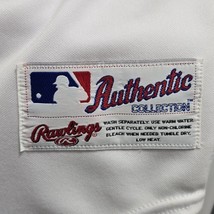 Authentic
COLLECTION™
Rawlings
WASH SEPARATELY. USE WARM WATER
GENTLE CYCLE. ONLY NON-CHLORINE
BLEACH WHEN NEEDED TUMBLE DRY,
LOW HEAT.